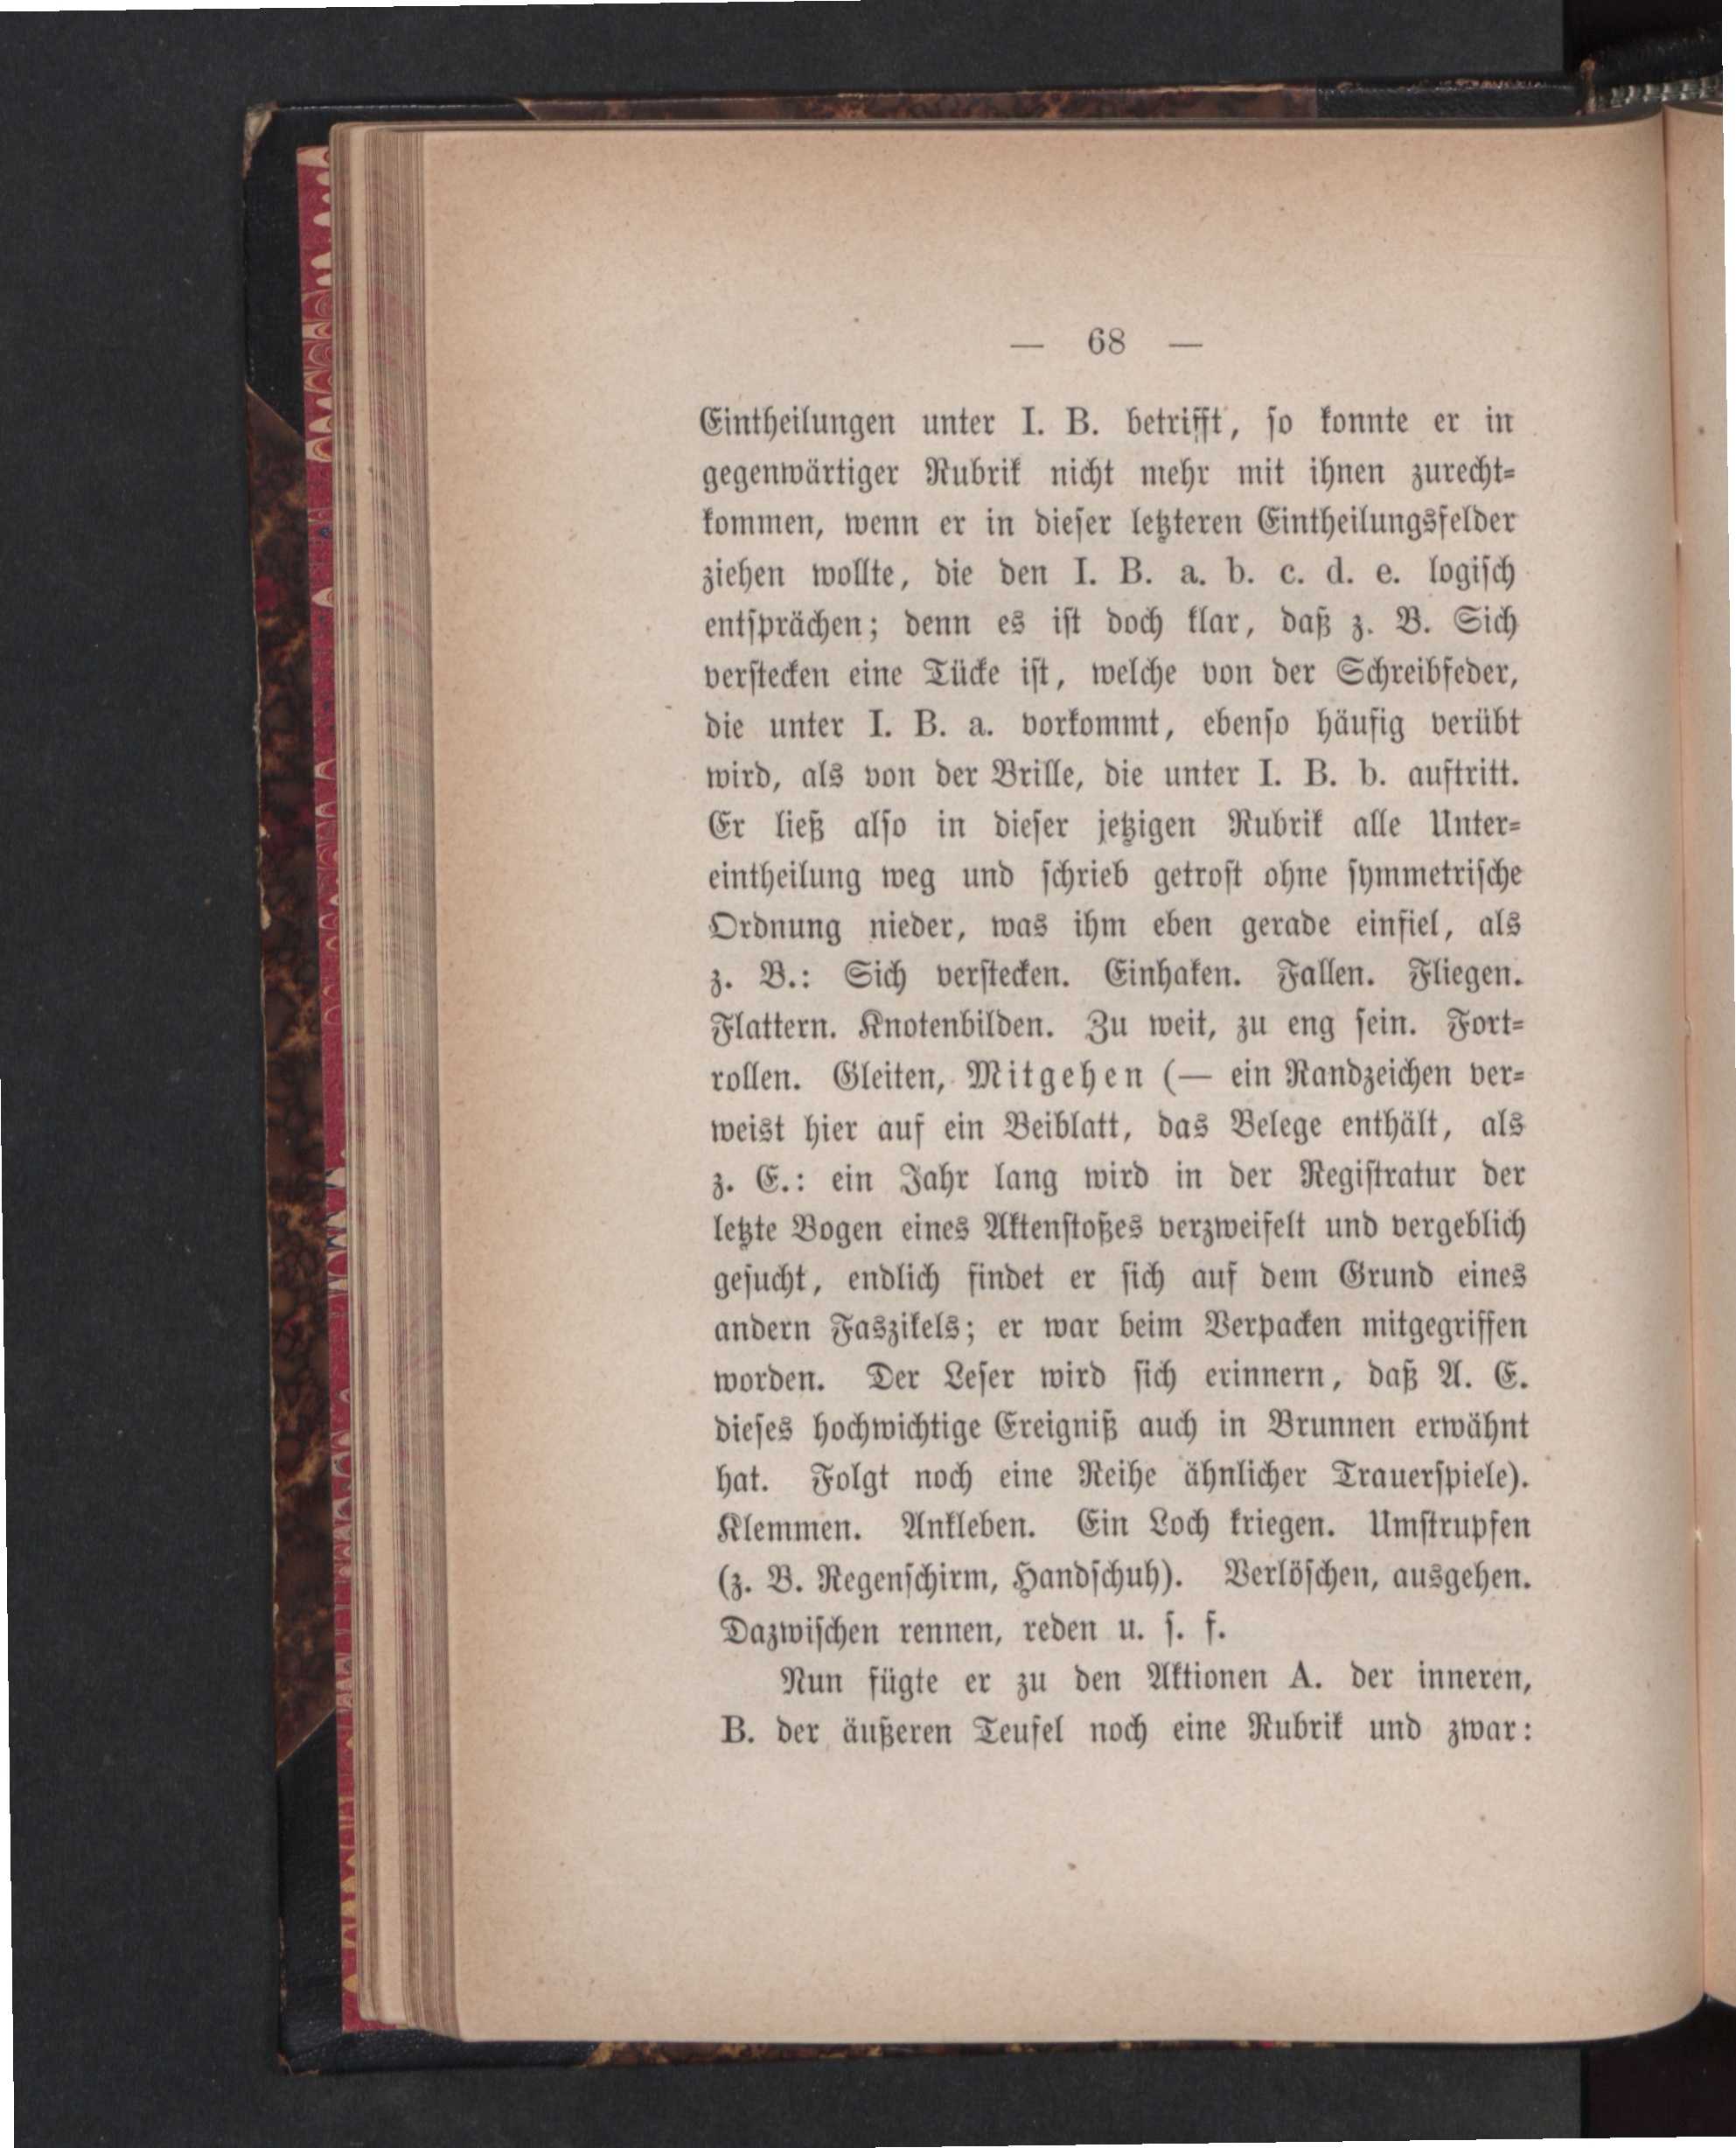 — 68 —
Eintheilungen unter I. B. betrifft, so konnte er in
gegenwärtiger Rubrik nicht mehr mit ihnen zurecht-
kommen, wenn er in dieser letzteren Eintheilungsfelder
ziehen wollte, die den I. B. a. b. c. d. e. logisch
entsprächen; denn es ist doch klar, daß z. B. Sich
verstecken eine Tücke ist, welche von der Schreibfeder,
die unter I. B. a. vorkommt, ebenso häufig verübt
wird, als von der Brille, die unter I. B. b. auftritt.
Er ließ also in dieser jetzigen Rubrik alle Unter-
eintheilung weg und schrieb getrost ohne symmetrische
Ordnung nieder, was ihm eben gerade einfiel, als
z. B.: Sich verstecken. Einhaken. Fallen. Fliegen.
Flattern. Knotenbilden. Zu weit, zu eng sein. Fort-
rollen. Gleiten, Mitgehen (— ein Randzeichen ver-
weist hier auf ein Beiblatt, das Belege enthält, als
z. E.: ein Jahr lang wird in der Registratur der
letzte Bogen eines Aktenstoßes verzweifelt und vergeblich
gesucht, endlich findet er sich auf dem Grund eines
andern Faszikels; er war beim Verpacken mitgegriffen
worden. Der Leser wird sich erinnern, daß A. E.
dieses hochwichtige Ereigniß auch in Brunnen erwähnt
hat. Folgt noch eine Reihe ähnlicher Trauerspiele).
Klemmen. Ankleben. Ein Loch kriegen. Umstrupfen
(z. B. Regenschirm, Handschuh). Verlöschen, ausgehen.
Dazwischen rennen, reden u. s. f.
Nun fügte er zu den Aktionen A. der inneren,
B. der äußeren Teufel noch eine Rubrik und zwar: